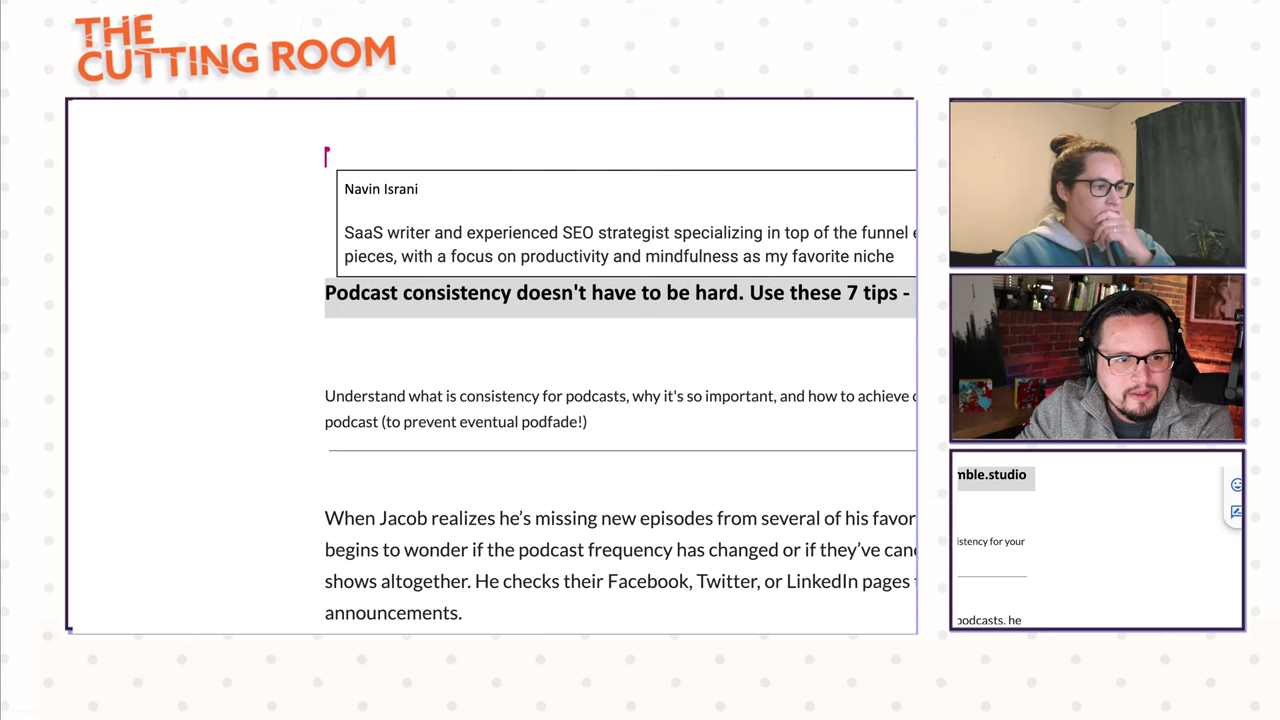 THE
CUTTING ROOM
Navin Israni
SaaS writer and experienced SEO strategist specializing in top of the funnel
pieces, with a focus on productivity and mindfulness as my favorite niche
Podcast consistency doesn't have to be hard. Use these 7 tips -
Understand what is consistency for podcasts, why it's so important, and how to achieve
podcast (to prevent eventual podfade!)
When Jacob realizes he's missing new episodes from several of his favor
begins to wonder if the podcast frequency has changed or if they've canc
shows altogether. He checks their Facebook, Twitter, or LinkedIn pages
announcements.
mble.studio
istency for your
podcasts, he